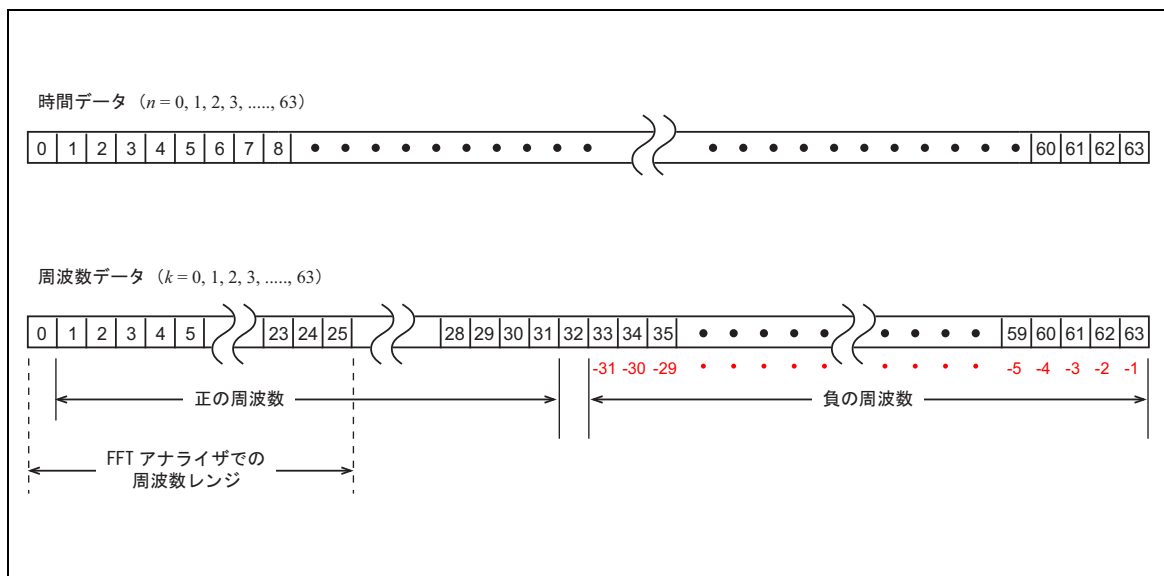 時間データ（n = 0, 1, 2, 3, ....., 63）
0 1 2 3 4 5 6 7 8 • • • • • • • • • • • • • • • • • • • • • 60 61 62 63
周波数データ（k = 0, 1, 2, 3, ....., 63）
0 1 2 3 4 5 23 24 25 28 29 30 31 32 33 34 35 • • • • • • • • • 59 60 61 62 63
-31 -30 -29 • • • • • • • • • -5 -4 -3 -2 -1
正の周波数 負の周波数
FFT アナライザでの
周波数レンジ